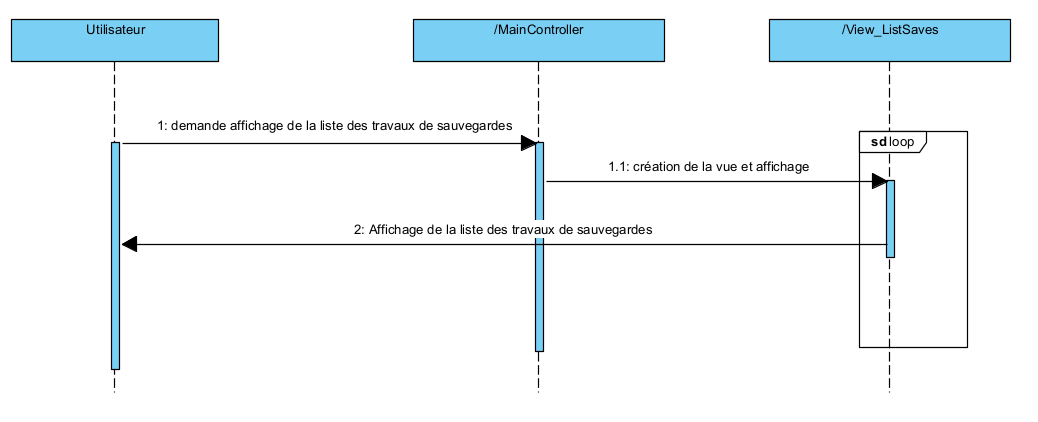 Utilisateur
/MainController
/View_ListSaves
1: demande affichage de la liste des travaux de sauvegardes
sd loop
1.1: création de la vue et affichage
2: Affichage de la liste des travaux de sauvegardes